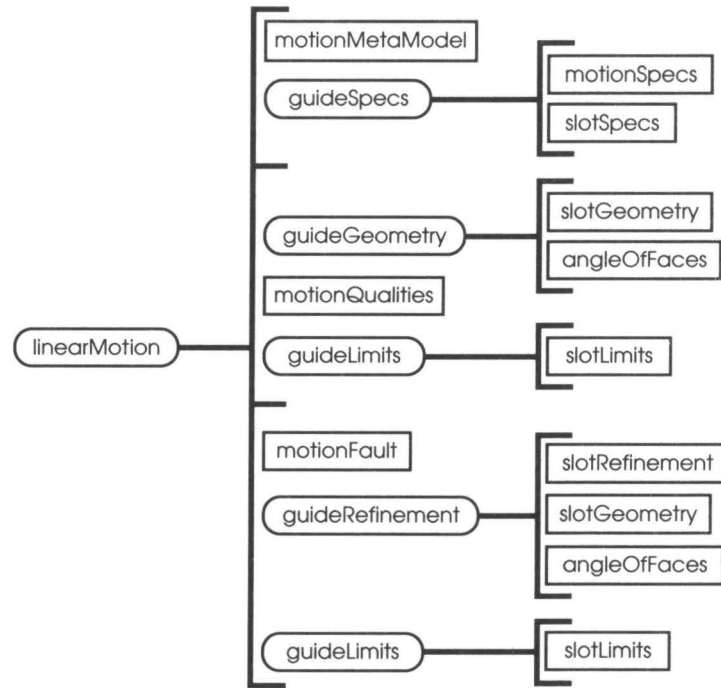 motionMetaModel
guideSpecs
motionSpecs
slotSpecs
guideGeometry
slotGeometry
angleOfFaces
motionQualities
linearMotion
guideLimits
slotLimits
motionFault
guideRefinement
slotRefinement
slotGeometry
angleOfFaces
guideLimits
slotLimits